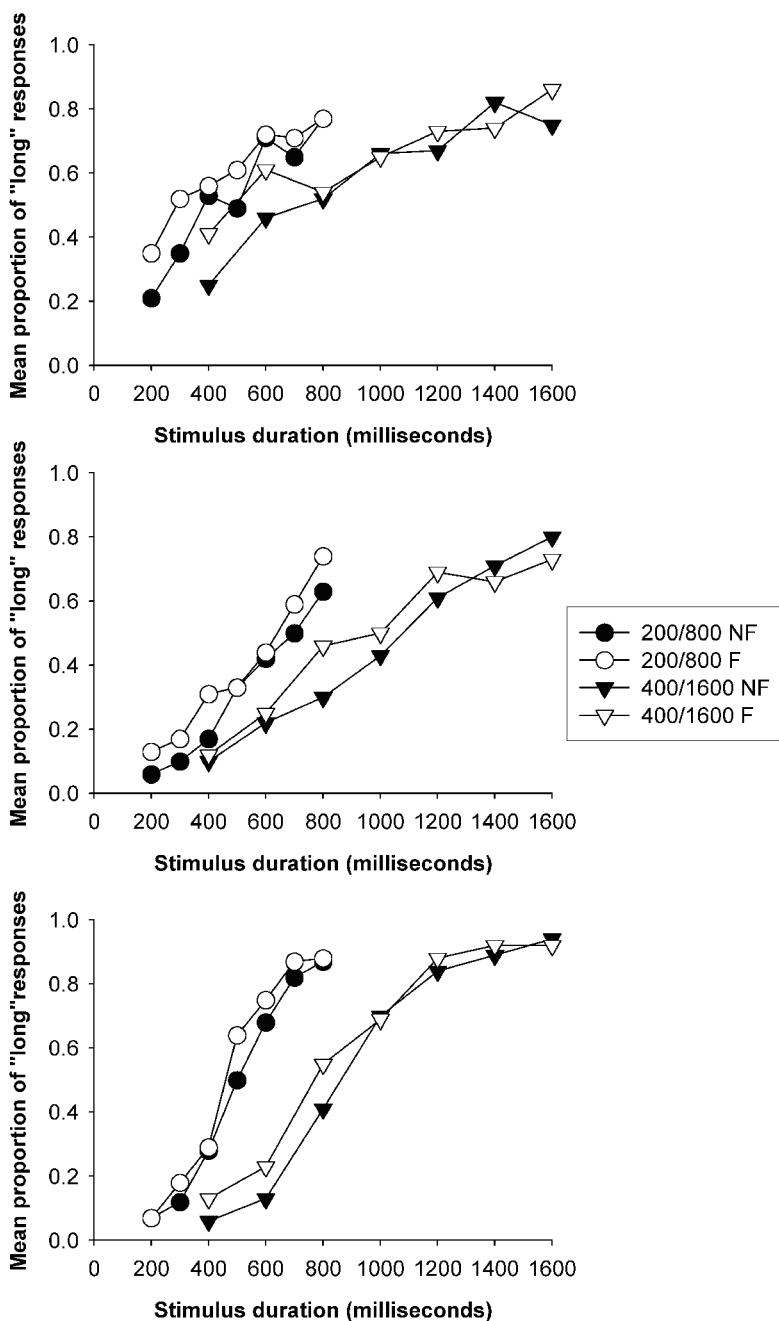 Mean proportion of "long" responses
1.0
0.8
0.6
0.4
0.2
0.0
0 200 400 600 800 1000 1200 1400 1600
Stimulus duration (milliseconds)
Mean proportion of "long" responses
1.0
0.8
0.6
0.4
0.2
0.0
0 200 400 600 800 1000 1200 1400 1600
Stimulus duration (milliseconds)
200/800 NF
200/800 F
400/1600 NF
400/1600 F
Mean proportion of "long"responses
1.0
0.8
0.6
0.4
0.2
0.0
0 200 400 600 800 1000 1200 1400 1600
Stimulus duration (milliseconds)